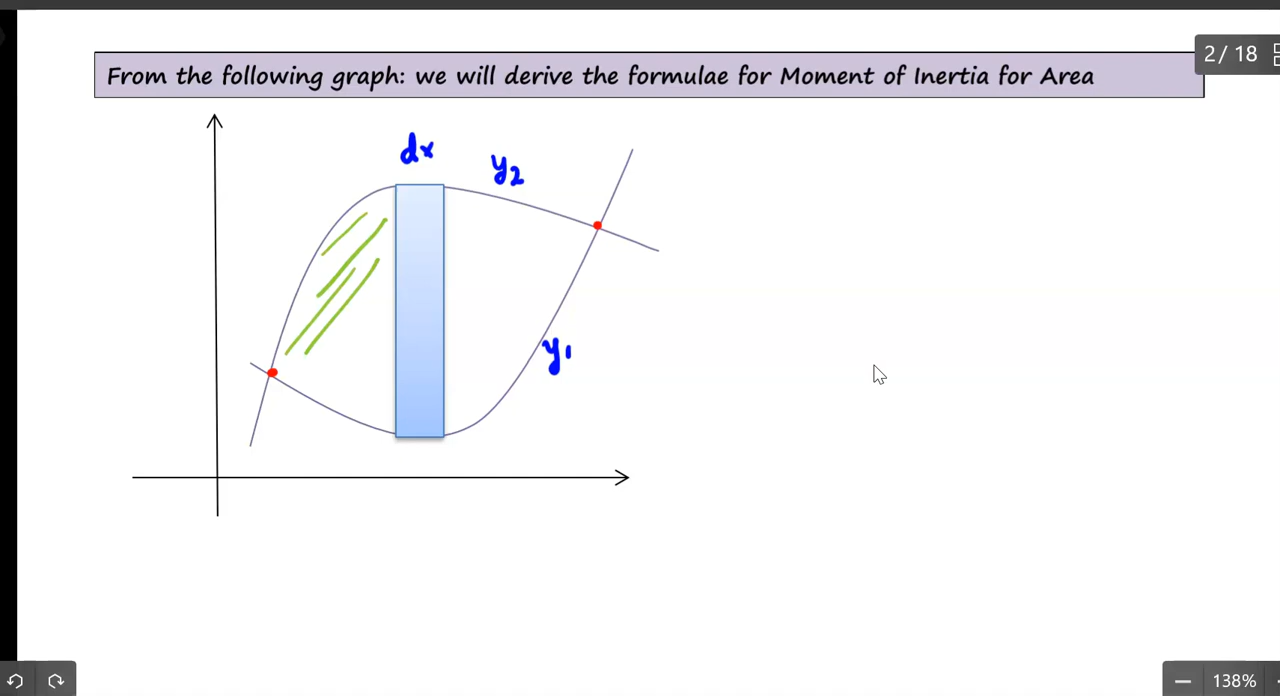 2 / 18
From the following graph: we will derive the formulae for Moment of Inertia for Area
dx
y2
y1
138%